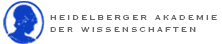 HEIDELBERGER AKADEMIE
DER WISSENSCHAFTEN